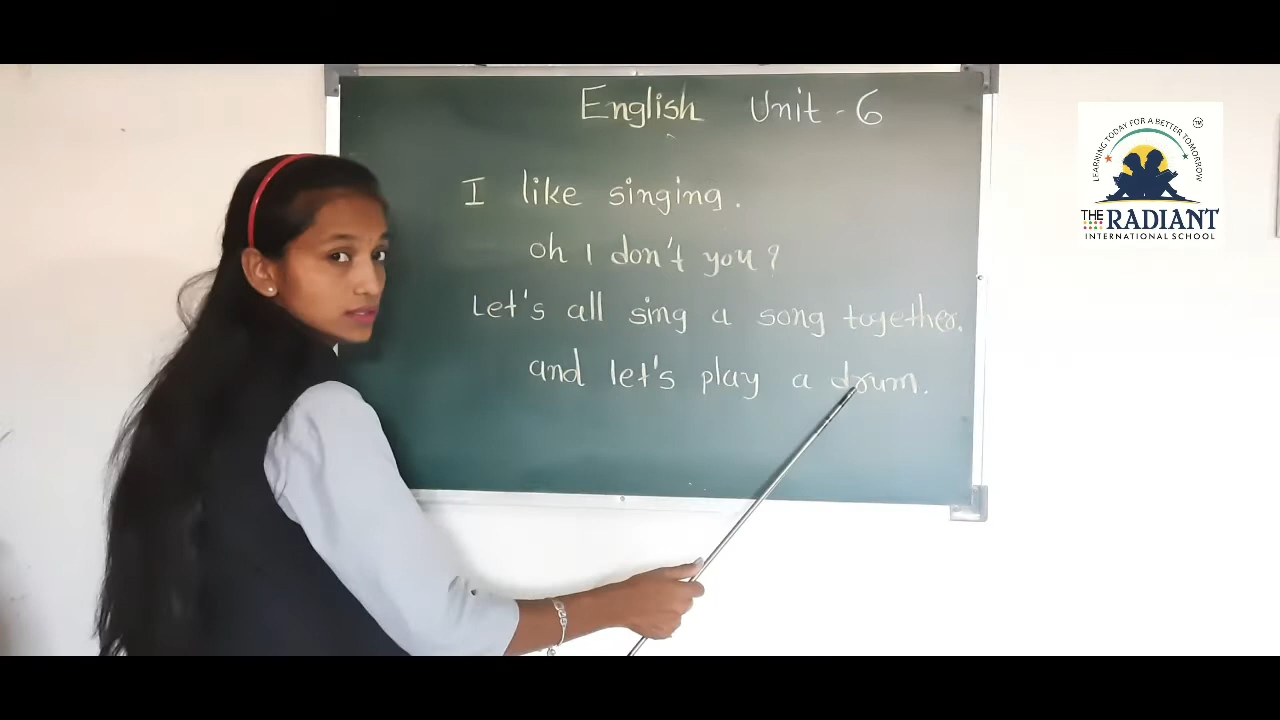 English Unit - 6
I like singing.
oh I don't you?
Let's all sing a song together.
and let's play a drum.
LEARNING TODAY FOR A BETTER TOMORROW
TM
THE RADIANT
INTERNATIONAL SCHOOL